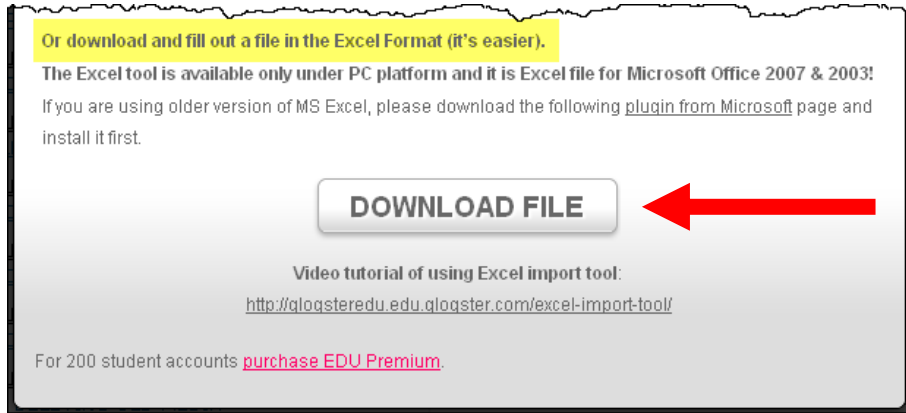 Or download and fill out a file in the Excel Format (it's easier).
The Excel tool is available only under PC platform and it is Excel file for Microsoft Office 2007 & 2003!
If you are using older version of MS Excel, please download the following plugin from Microsoft page and
install it first.
DOWNLOAD FILE
Video tutorial of using Excel import tool:
http://glogsteredu.edu.glogster.com/excel-import-tool/
For 200 student accounts purchase EDU Premium.